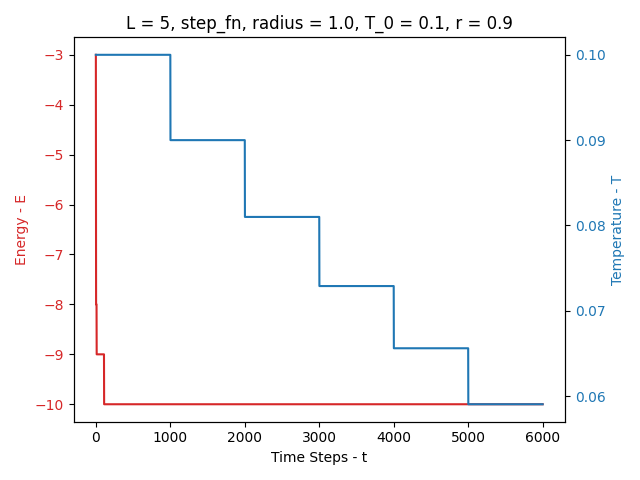 L = 5, step_fn, radius = 1.0, T_0 = 0.1, r = 0.9
Energy - E
−3
−4
−5
−6
−7
−8
−9
−10
0.10
0.09
0.08
0.07
0.06
Temperature - T
0 1000 2000 3000 4000 5000 6000
Time Steps - t